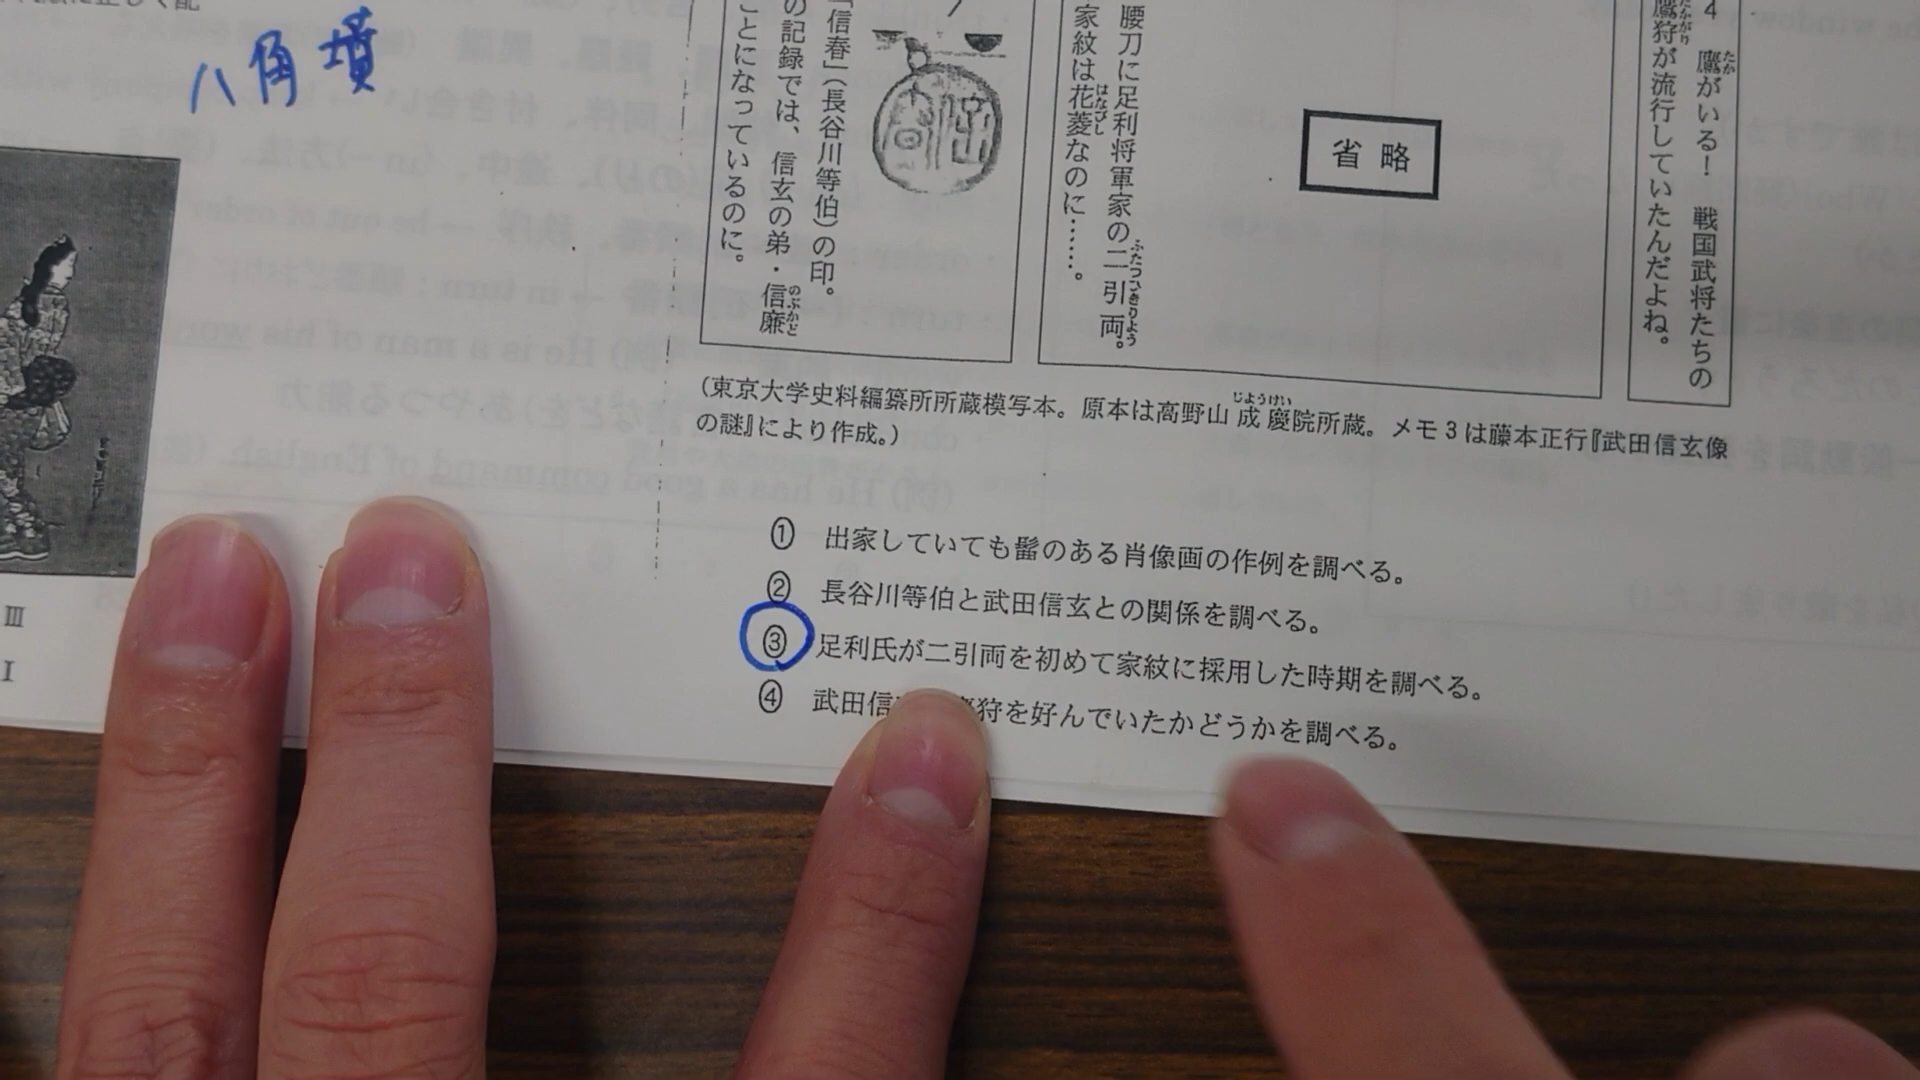 八角墳
4 鷹がいる！ 戦国武将たちの
鷹狩が流行していたんだよね。
省略
腰刀に足利将軍家の二引両。
家紋は花菱なのに……。
「信春」（長谷川等伯）の印。
の記録では、信玄の弟・信廉
ことになっているのに。
（東京大学史料編纂所所蔵模写本。原本は高野山成慶院所蔵。メモ3は藤本正行『武田信玄像
の謎』により作成。）
① 出家していても髷のある肖像画の作例を調べる。
② 長谷川等伯と武田信玄との関係を調べる。
③ 足利氏が二引両を初めて家紋に採用した時期を調べる。
④ 武田信 狩を好んでいたかどうかを調べる。
III
I